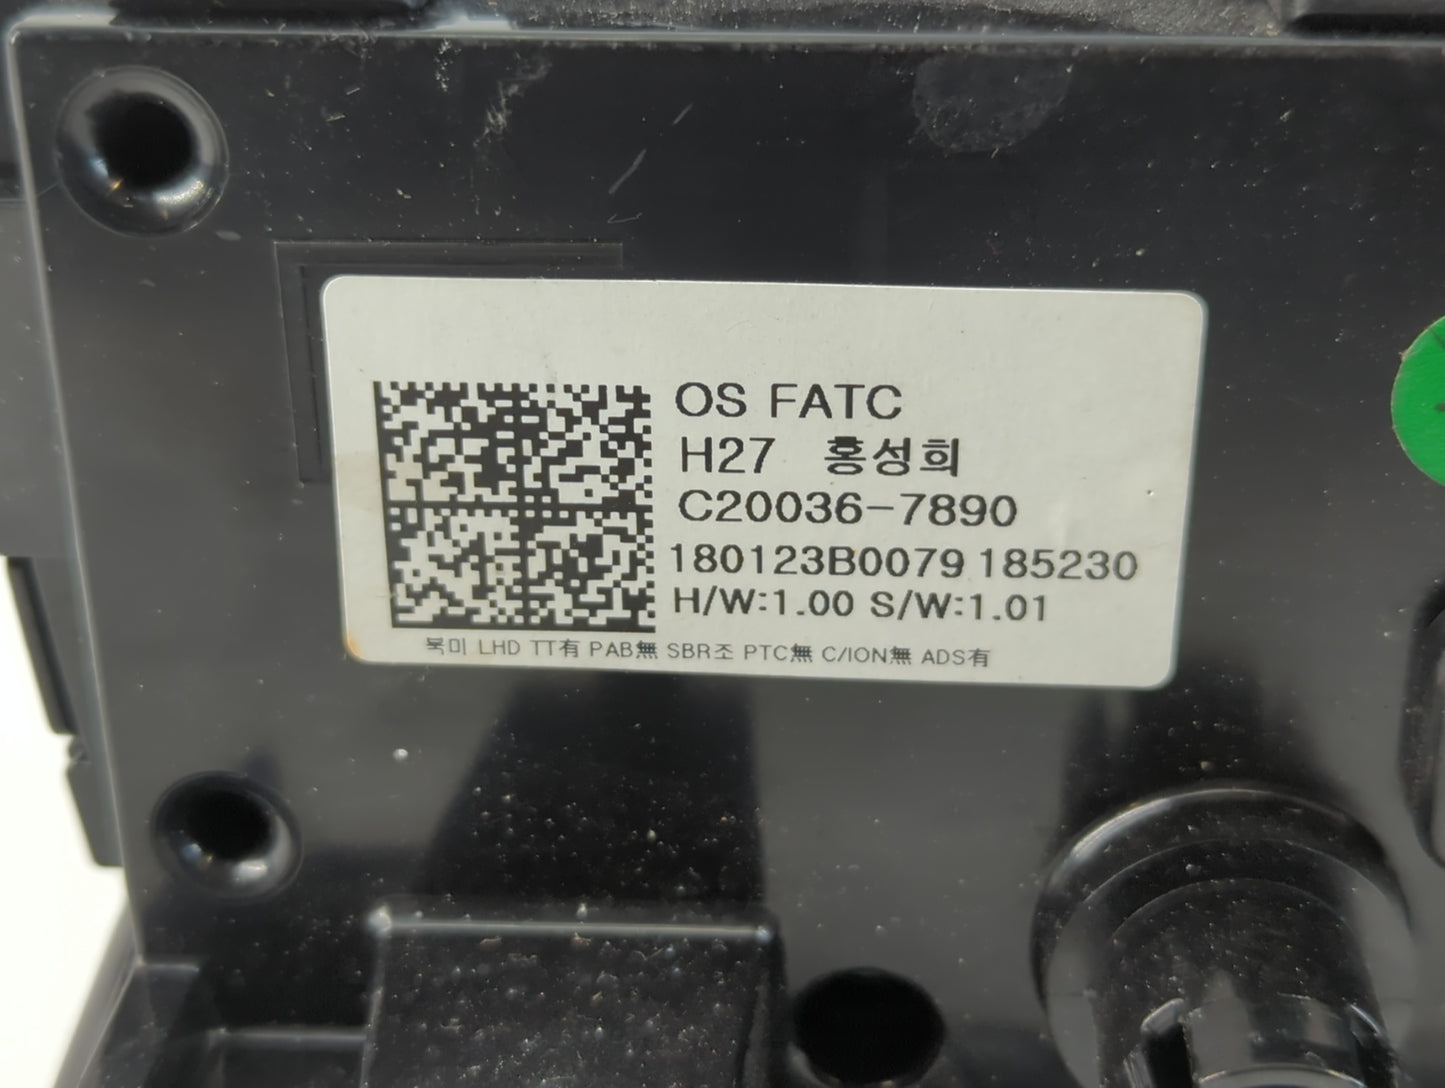 OS FATC
H27 홍성희
C20036-7890
180123B0079 185230
H/W:1.00 S/W:1.01
북미 LHD TT有 PAB無 SBR조 PTC無 C/ION無 ADS有